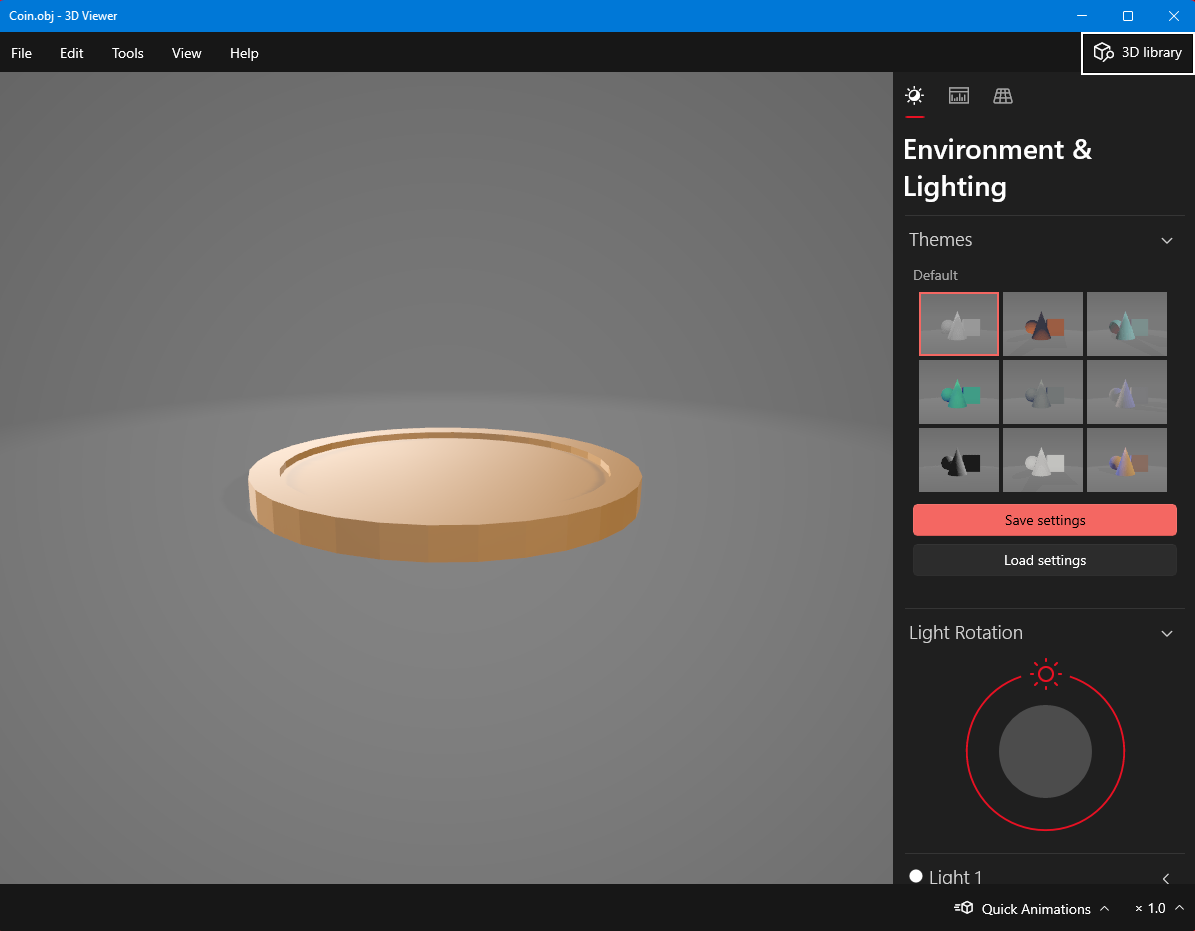 Coin.obj - 3D Viewer
File Edit Tools View Help
3D library
Environment &
Lighting
Themes
Default
Save settings
Load settings
Light Rotation
Light 1
Quick Animations
× 1.0